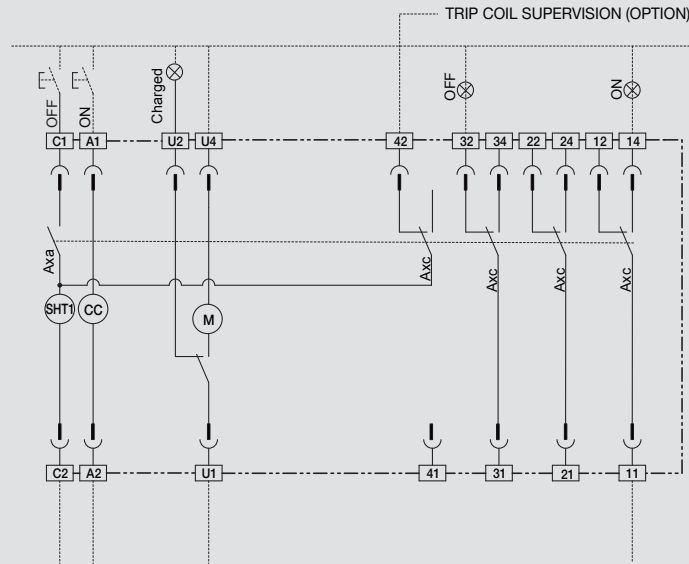 TRIP COIL SUPERVISION (OPTION)
OFF
ON
Charged
OFF
ON
C1
A1
U2
U4
42
32
34
22
24
12
14
Axa
Axc
Axc
Axc
Axc
SHT1
CC
M
C2
A2
U1
41
31
21
11